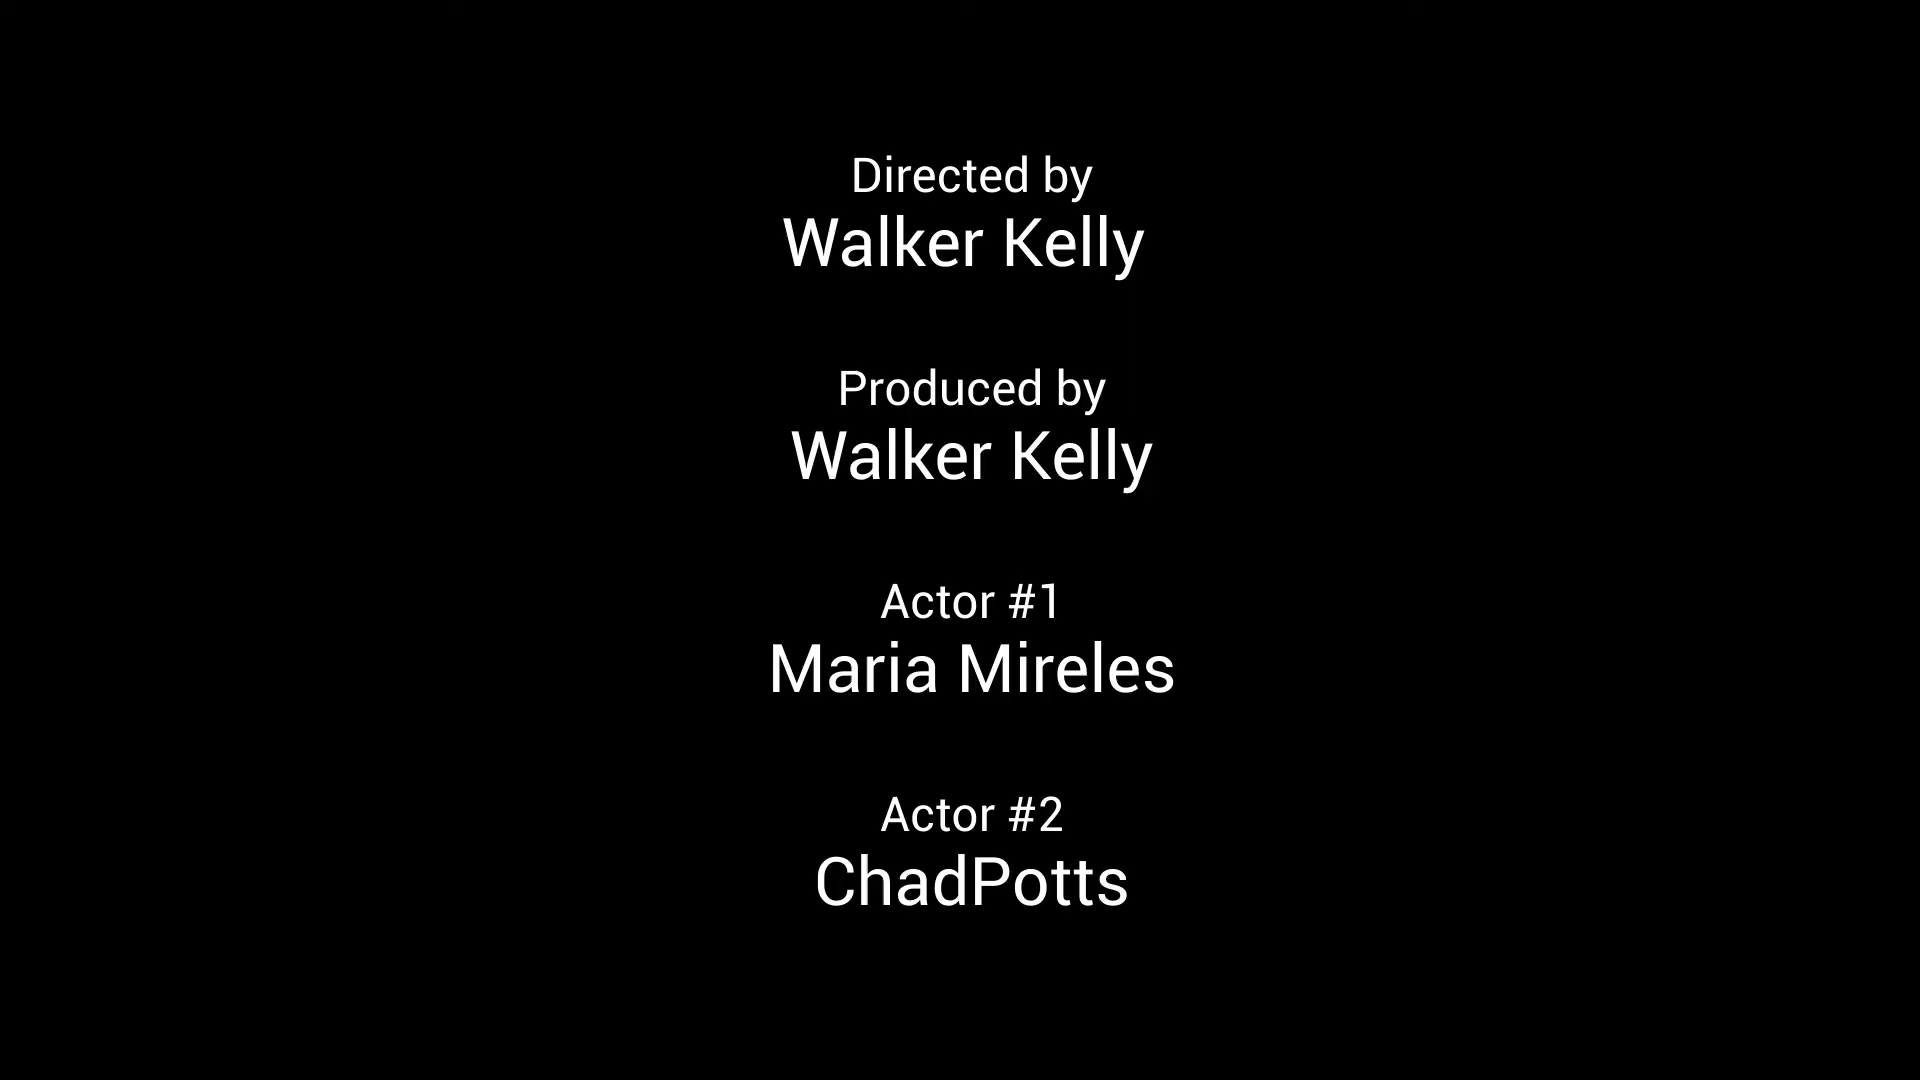 Directed by
Walker Kelly
Produced by
Walker Kelly
Actor #1
Maria Mireles
Actor #2
ChadPotts